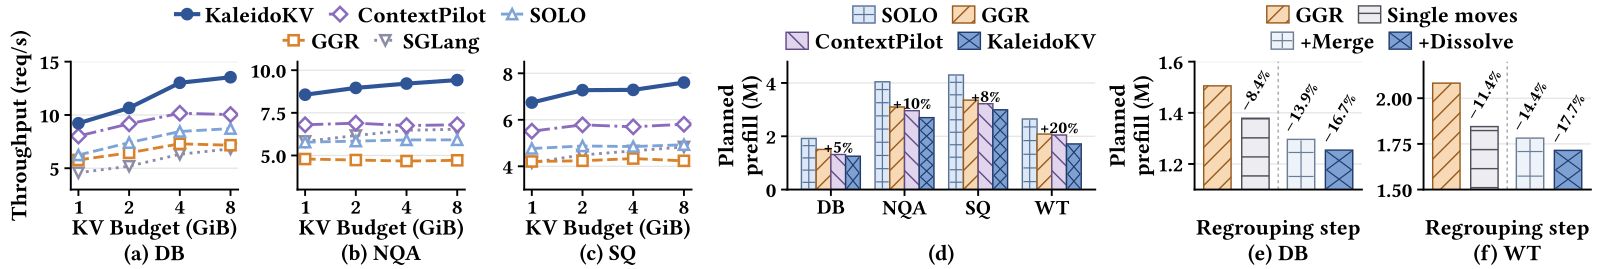 KaleidoKV ContextPilot SOLO
GGR SGLang
Throughput (req/s)
15
10
5
1 2 4 8
KV Budget (GiB)
(a) DB
10.0
7.5
5.0
1 2 4 8
KV Budget (GiB)
(b) NQA
8
6
4
1 2 4 8
KV Budget (GiB)
(c) SQ
SOLO GGR
ContextPilot KaleidoKV
Planned
prefill (M)
4
2
0
+5% +10% +8% +20%
DB NQA SQ WT
(d)
GGR Single moves
+Merge +Dissolve
Planned
prefill (M)
1.6
1.4
1.2
−8.4% −13.9% −16.7%
Regrouping step
(e) DB
2.00
1.75
1.50
−11.4% −14.4% −17.7%
Regrouping step
(f) WT